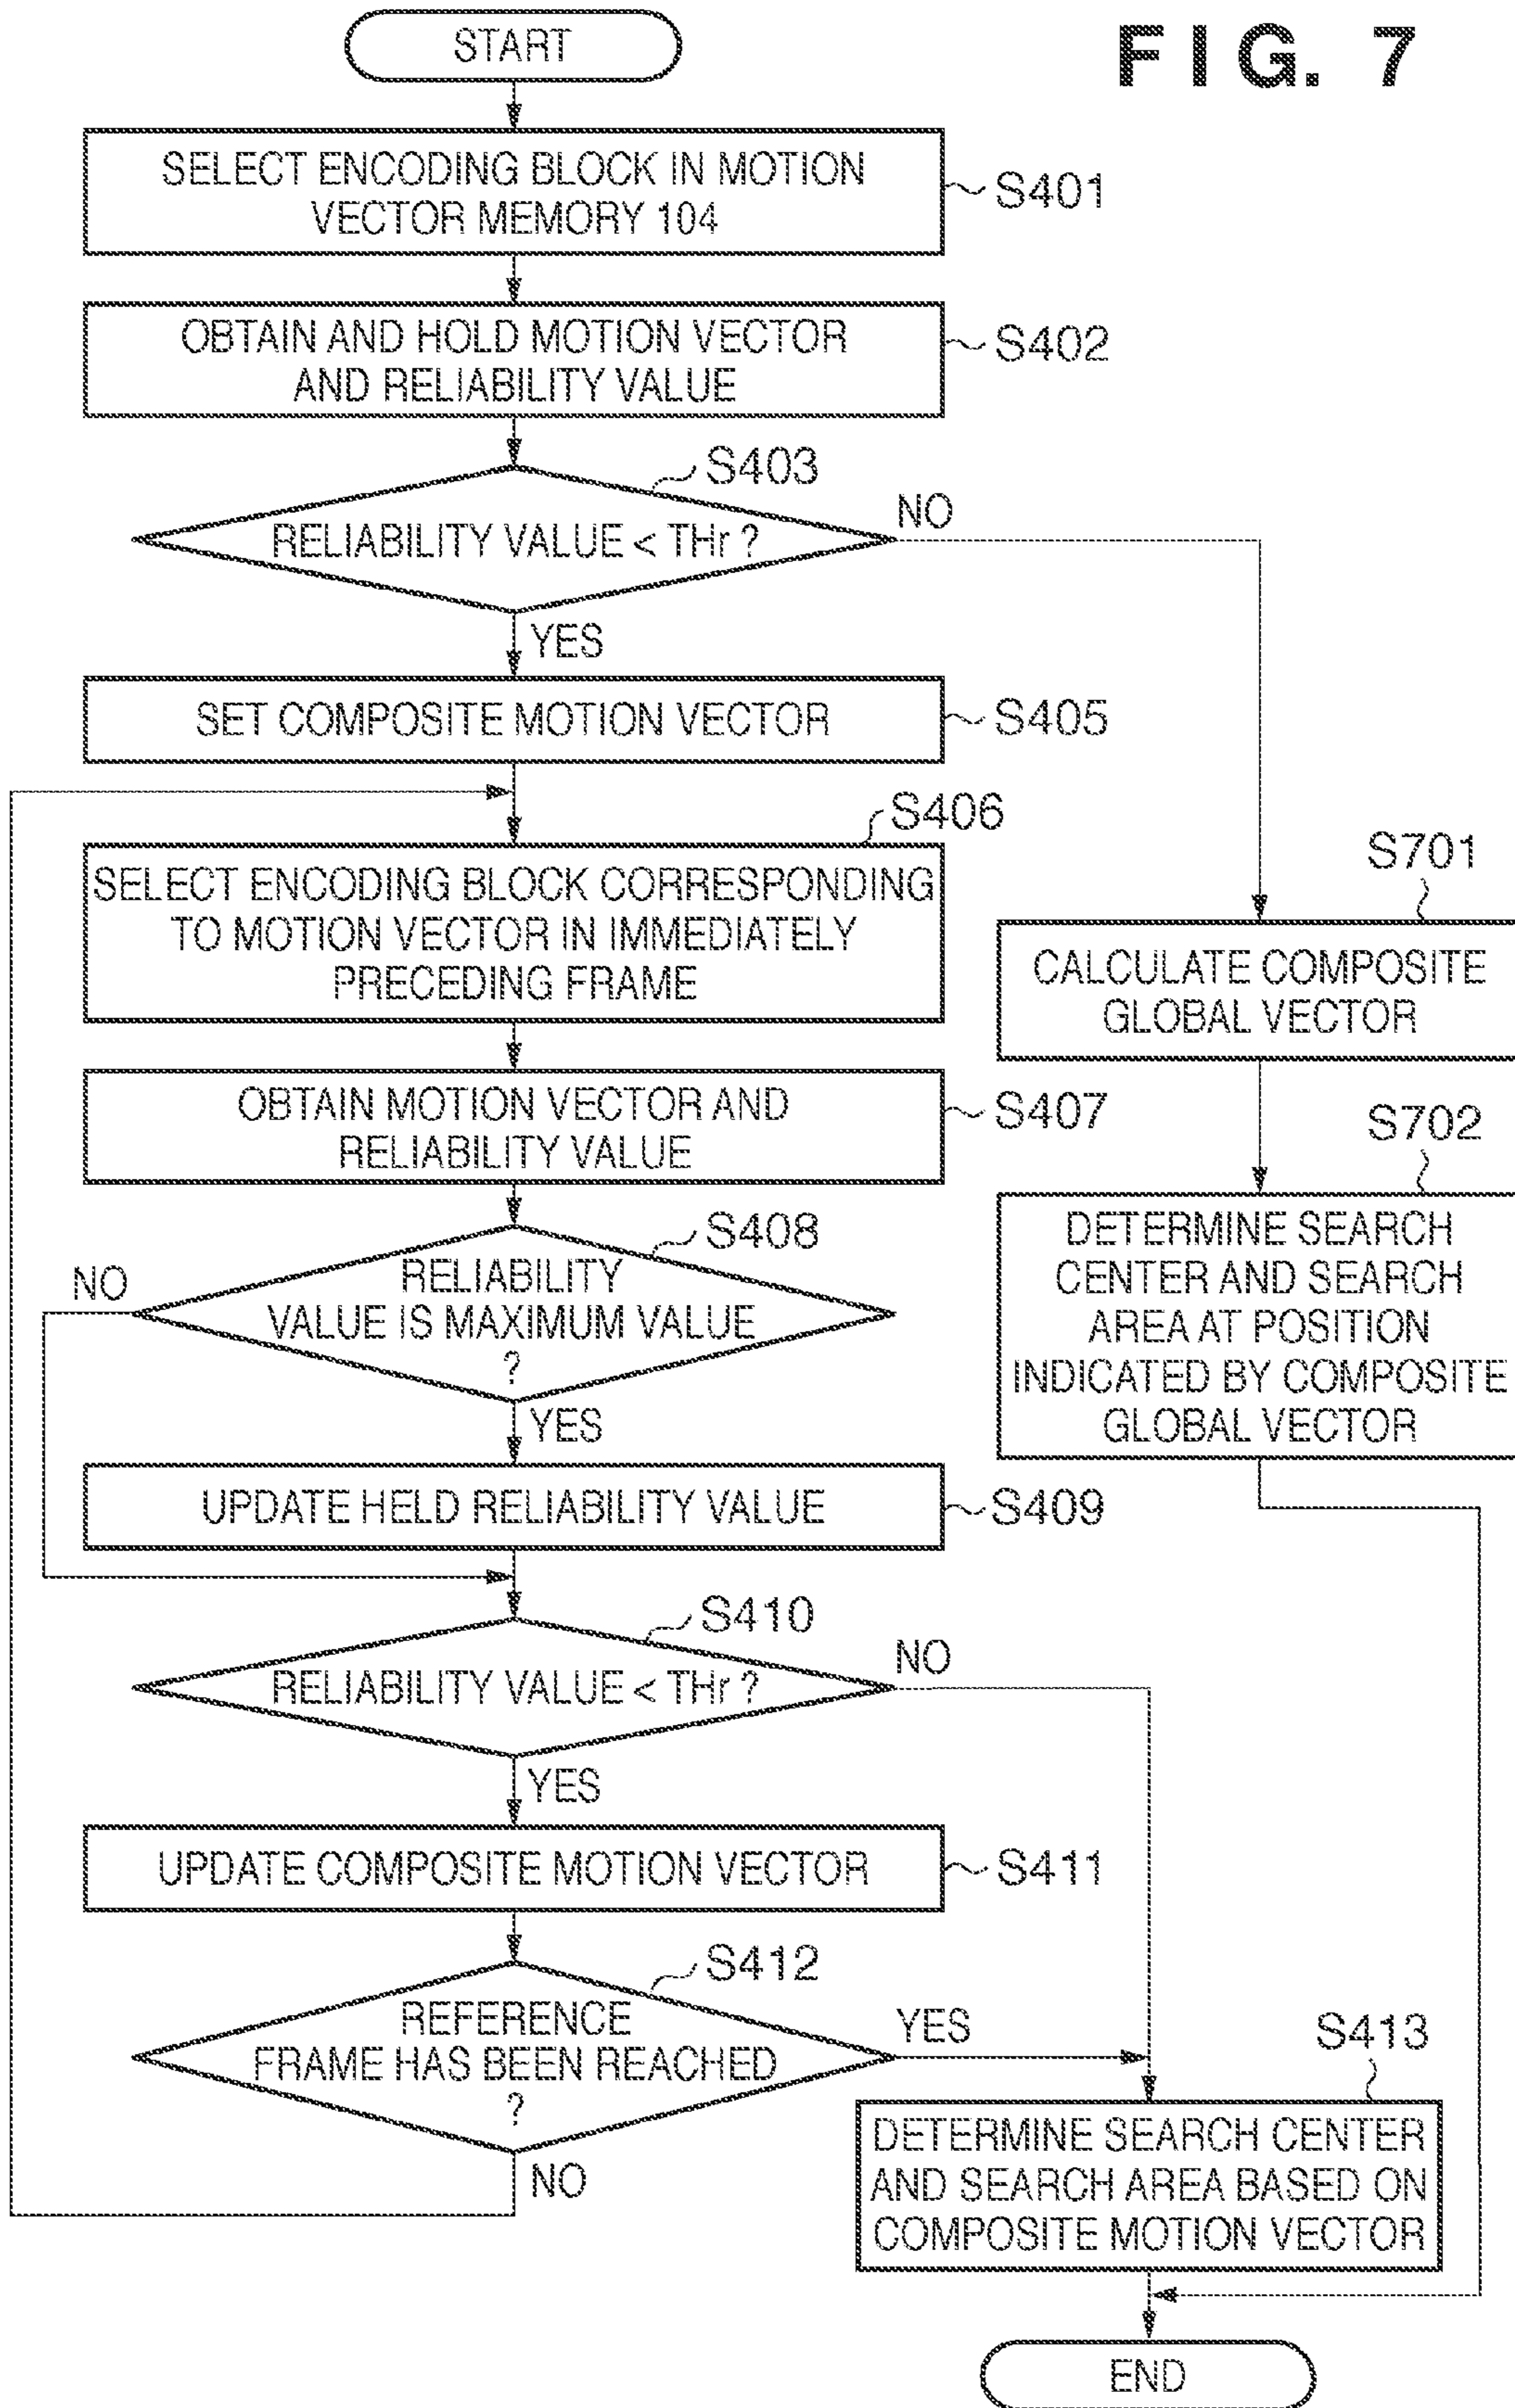 FIG. 7
START
SELECT ENCODING BLOCK IN MOTION
VECTOR MEMORY 104
S401
OBTAIN AND HOLD MOTION VECTOR
AND RELIABILITY VALUE
S402
S403
RELIABILITY VALUE < THr ?
NO
YES
SET COMPOSITE MOTION VECTOR
S405
S406
SELECT ENCODING BLOCK CORRESPONDING
TO MOTION VECTOR IN IMMEDIATELY
PRECEDING FRAME
S701
CALCULATE COMPOSITE
GLOBAL VECTOR
OBTAIN MOTION VECTOR AND
RELIABILITY VALUE
S407
S702
DETERMINE SEARCH
CENTER AND SEARCH
AREA AT POSITION
INDICATED BY COMPOSITE
GLOBAL VECTOR
S408
RELIABILITY
VALUE IS MAXIMUM VALUE
?
NO
YES
UPDATE HELD RELIABILITY VALUE
S409
S410
RELIABILITY VALUE < THr ?
NO
YES
UPDATE COMPOSITE MOTION VECTOR
S411
S412
REFERENCE
FRAME HAS BEEN REACHED
?
YES
NO
S413
DETERMINE SEARCH CENTER
AND SEARCH AREA BASED ON
COMPOSITE MOTION VECTOR
END